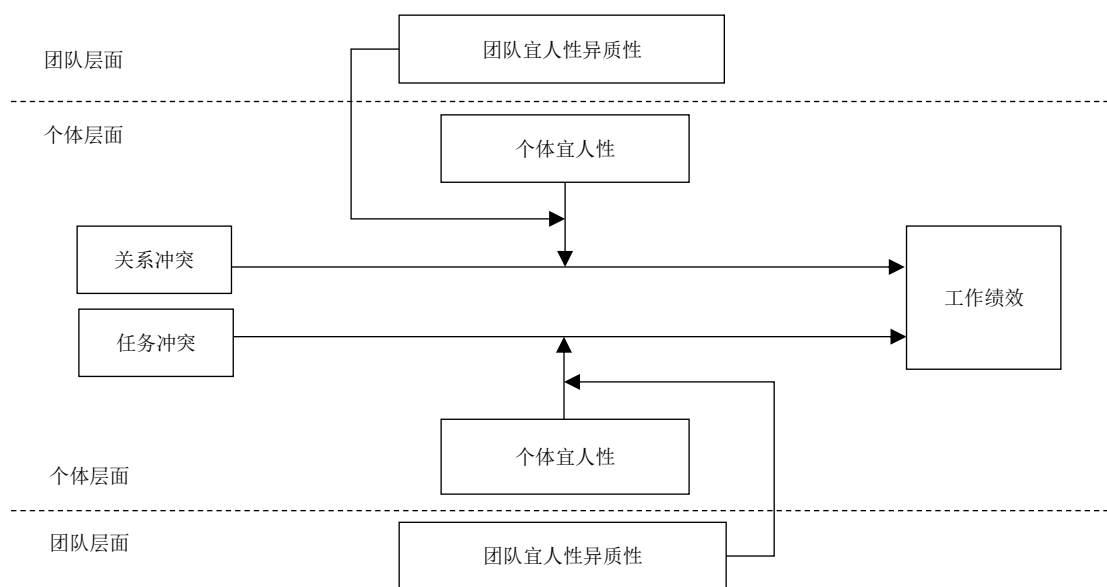 团队宜人性异质性
团队层面
个体层面
个体宜人性
关系冲突
工作绩效
任务冲突
个体宜人性
个体层面
团队层面
团队宜人性异质性